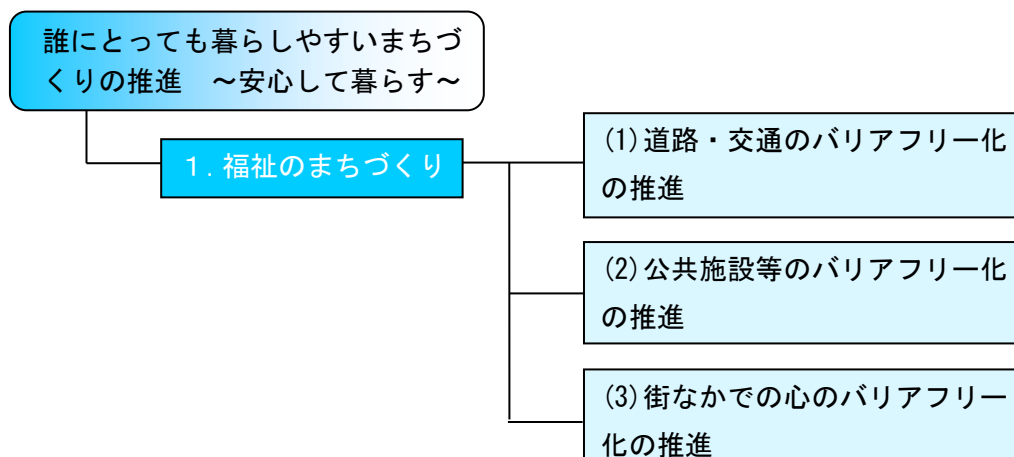 誰にとっても暮らしやすいまちづ
くりの推進　～安心して暮らす～
１．福祉のまちづくり
(1)道路・交通のバリアフリー化
の推進
(2)公共施設等のバリアフリー化
の推進
(3)街なかでの心のバリアフリー
化の推進